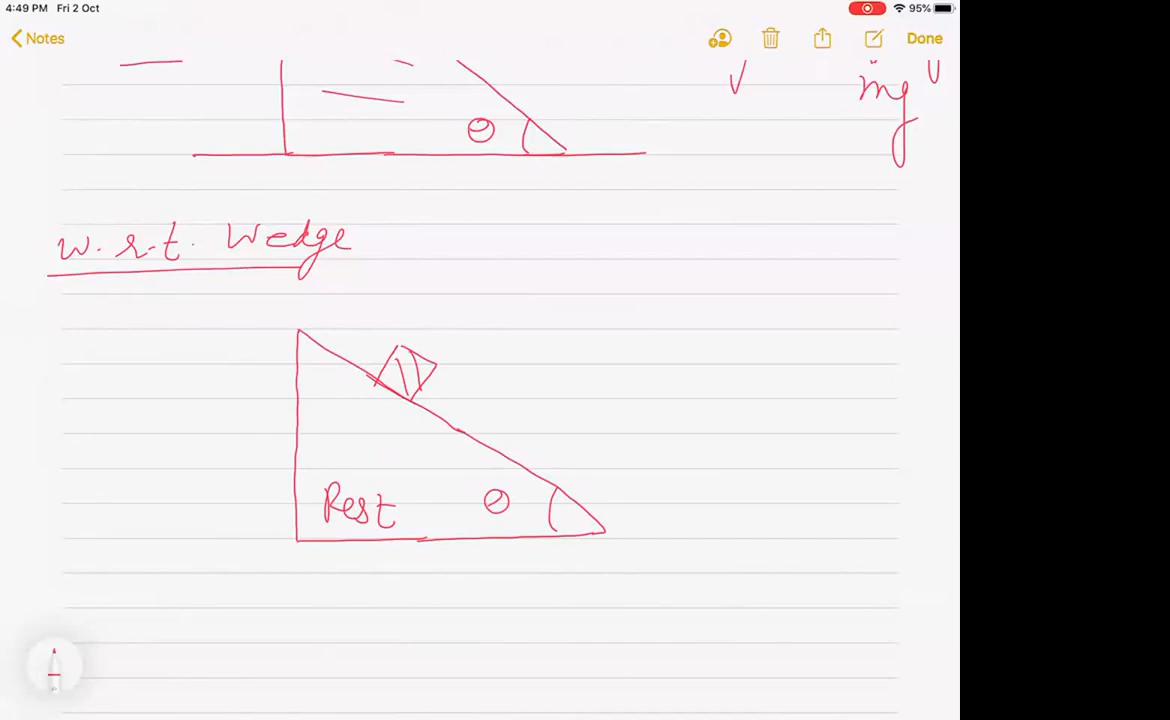 4:49 PM Fri 2 Oct
95%
Notes
Done
mg
θ
W.r.t. Wedge
Rest
θ